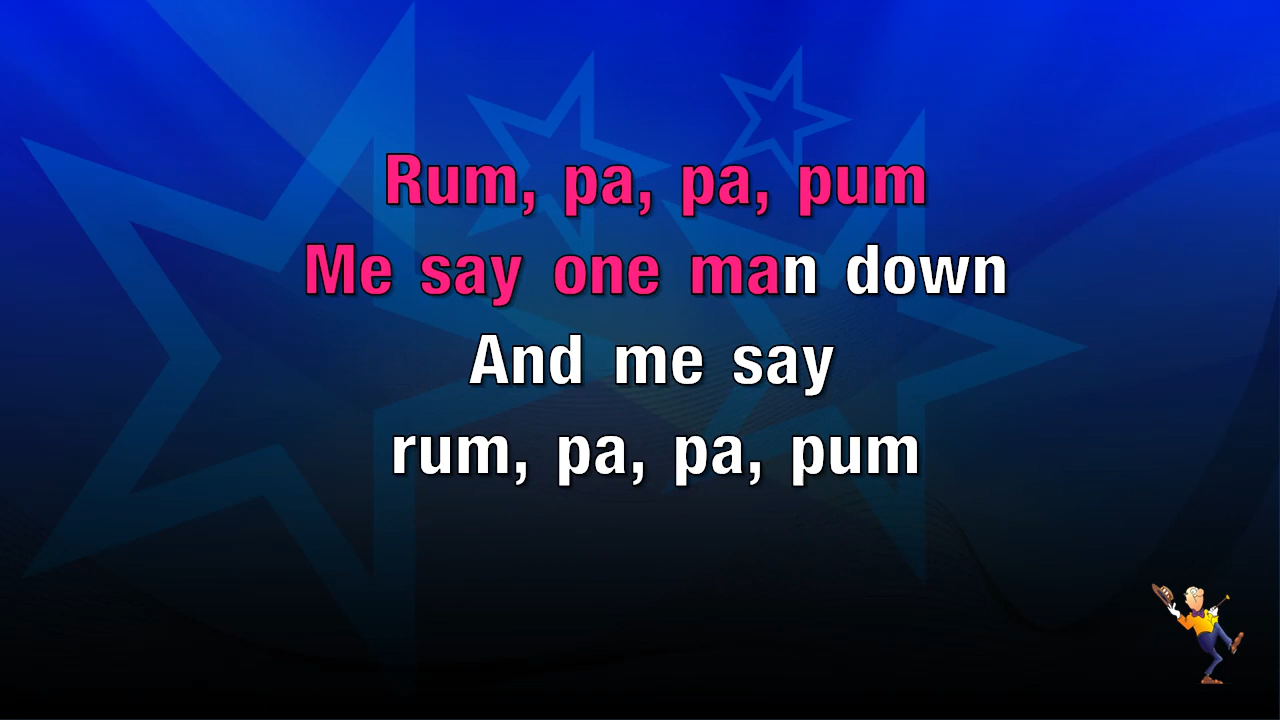 Rum, pa, pa, pum
Me say one man down
And me say
rum, pa, pa, pum